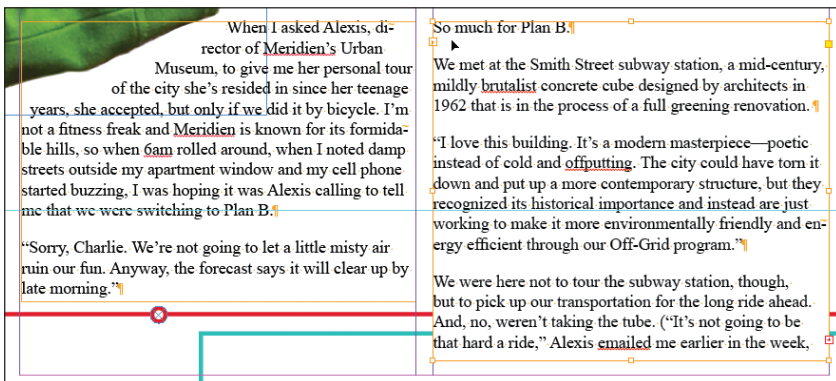 When I asked Alexis, di-
rector of Meridien’s Urban
Museum, to give me her personal tour
of the city she’s resided in since her teenage
years, she accepted, but only if we did it by bicycle. I’m
not a fitness freak and Meridien is known for its formida-
ble hills, so when 6am rolled around, when I noted damp
streets outside my apartment window and my cell phone
started buzzing, I was hoping it was Alexis calling to tell
me that we were switching to Plan B.¶
“Sorry, Charlie. We’re not going to let a little misty air
ruin our fun. Anyway, the forecast says it will clear up by
late morning.”¶
So much for Plan B.¶
We met at the Smith Street subway station, a mid-century,
mildly brutalist concrete cube designed by architects in
1962 that is in the process of a full greening renovation.¶
“I love this building. It’s a modern masterpiece—poetic
instead of cold and offputting. The city could have torn it
down and put up a more contemporary structure, but they
recognized its historical importance and instead are just
working to make it more environmentally friendly and en-
ergy efficient through our Off-Grid program.”¶
We were here not to tour the subway station, though,
but to pick up our transportation for the long ride ahead.
And, no, weren’t taking the tube. (“It’s not going to be
that hard a ride,” Alexis emailed me earlier in the week,